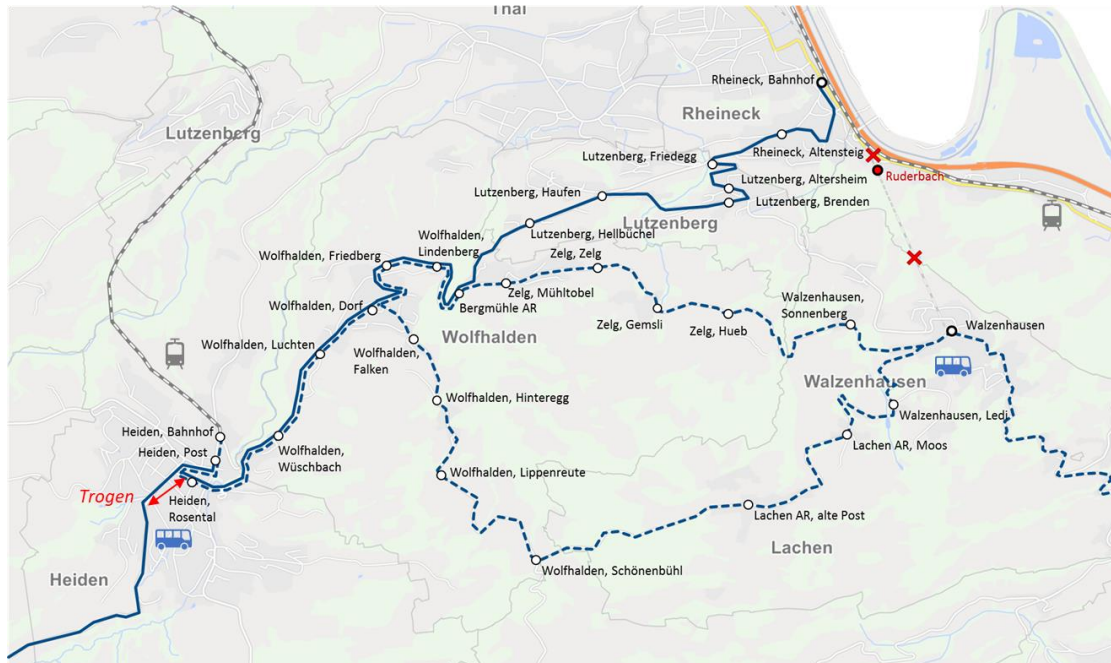 Thal
Rheineck, Bahnhof
Rheineck
Lutzenberg
Rheineck, Altensteig
Lutzenberg, Friedegg
Ruderbach
Lutzenberg, Altersheim
Lutzenberg, Haufen
Lutzenberg, Brenden
Lutzenberg
Lutzenberg, Hellbüchel
Wolfhalden,
Lindenberg
Wolfhalden, Friedberg
Zelg, Zelg
Zelg, Mühltobel
Bergmühle AR
Wolfhalden, Dorf
Walzenhausen,
Sonnenberg
Zelg, Gemsli
Zelg, Hueb
Walzenhausen
Wolfhalden
Wolfhalden, Luchten
Wolfhalden,
Falken
Walzenhausen
Wolfhalden, Hinteregg
Walzenhausen, Ledi
Heiden, Bahnhof
Heiden, Post
Wolfhalden,
Wüschbach
Lachen AR, Moos
Wolfhalden, Lippenreute
Trogen
Heiden,
Rosental
Lachen AR, alte Post
Lachen
Wolfhalden, Schönenbühl
Heiden